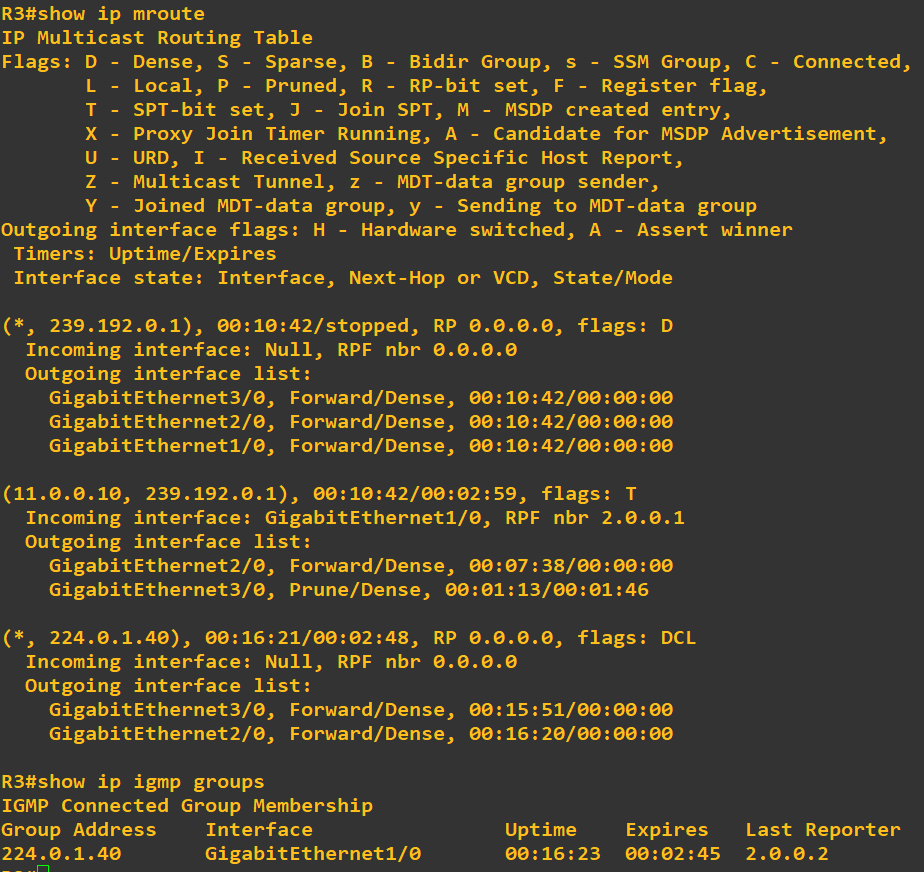 R3#show ip mroute
IP Multicast Routing Table
Flags: D - Dense, S - Sparse, B - Bidir Group, s - SSM Group, C - Connected,
       L - Local, P - Pruned, R - RP-bit set, F - Register flag,
       T - SPT-bit set, J - Join SPT, M - MSDP created entry,
       X - Proxy Join Timer Running, A - Candidate for MSDP Advertisement,
       U - URD, I - Received Source Specific Host Report,
       Z - Multicast Tunnel, z - MDT-data group sender,
       Y - Joined MDT-data group, y - Sending to MDT-data group
Outgoing interface flags: H - Hardware switched, A - Assert winner
 Timers: Uptime/Expires
 Interface state: Interface, Next-Hop or VCD, State/Mode

(*, 239.192.0.1), 00:10:42/stopped, RP 0.0.0.0, flags: D
  Incoming interface: Null, RPF nbr 0.0.0.0
  Outgoing interface list:
    GigabitEthernet3/0, Forward/Dense, 00:10:42/00:00:00
    GigabitEthernet2/0, Forward/Dense, 00:10:42/00:00:00
    GigabitEthernet1/0, Forward/Dense, 00:10:42/00:00:00

(11.0.0.10, 239.192.0.1), 00:10:42/00:02:59, flags: T
  Incoming interface: GigabitEthernet1/0, RPF nbr 2.0.0.1
  Outgoing interface list:
    GigabitEthernet2/0, Forward/Dense, 00:07:38/00:00:00
    GigabitEthernet3/0, Prune/Dense, 00:01:13/00:01:46

(*, 224.0.1.40), 00:16:21/00:02:48, RP 0.0.0.0, flags: DCL
  Incoming interface: Null, RPF nbr 0.0.0.0
  Outgoing interface list:
    GigabitEthernet3/0, Forward/Dense, 00:15:51/00:00:00
    GigabitEthernet2/0, Forward/Dense, 00:16:20/00:00:00

R3#show ip igmp groups
IGMP Connected Group Membership
Group Address    Interface                Uptime    Expires   Last Reporter
224.0.1.40       GigabitEthernet1/0       00:16:23  00:02:45  2.0.0.2